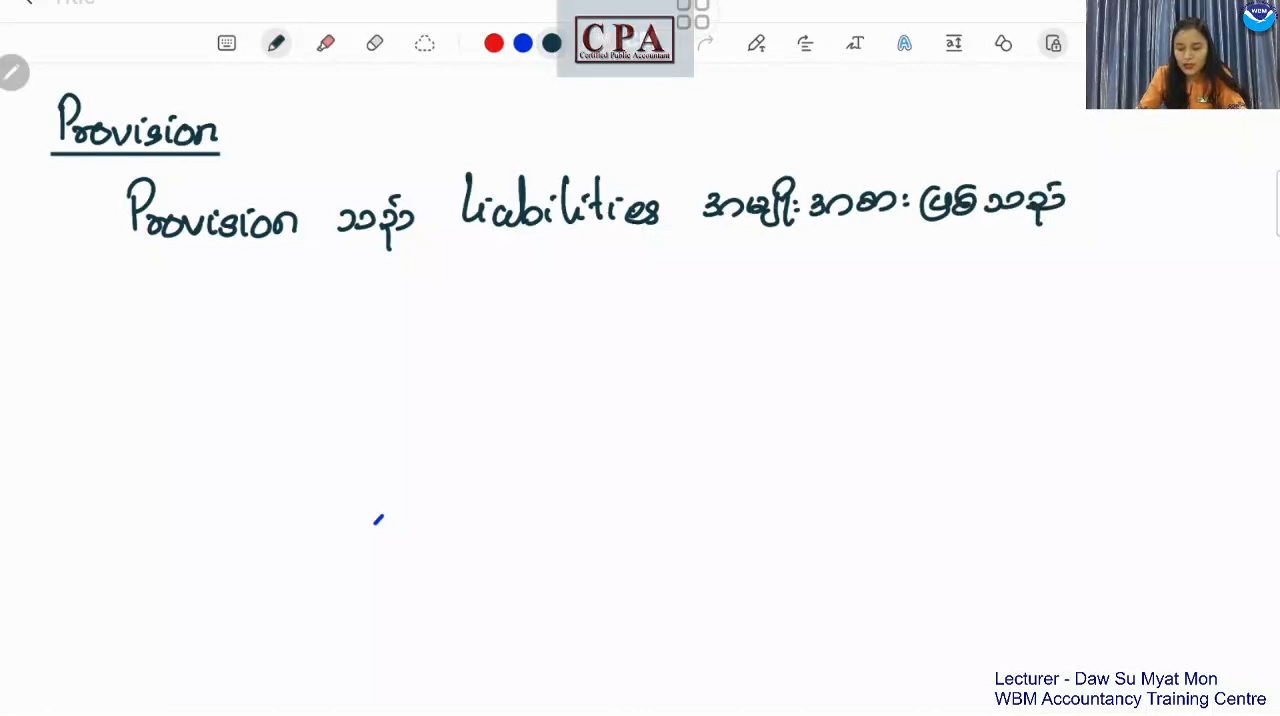 CPA
Certified Public Accountant
WBM
Provision
Provision သည် liabilities အမျိုးအစားဖြစ်သည်
Lecturer - Daw Su Myat Mon
WBM Accountancy Training Centre